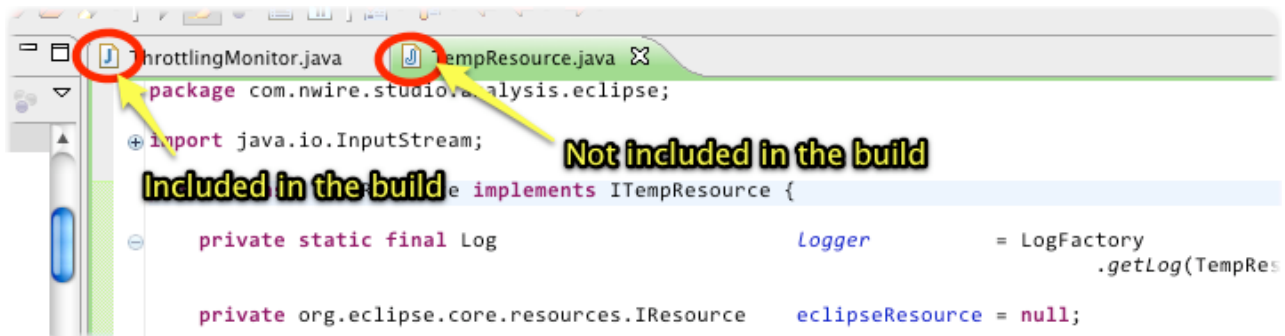 ThrottlingMonitor.java TempResource.java
package com.nwire.studio.analysis.eclipse;
import java.io.InputStream;
Not included in the build
Included in the build
implements ITempResource {
private static final Log logger = LogFactory
.getLog(TempRes
private org.eclipse.core.resources.IResource eclipseResource = null;